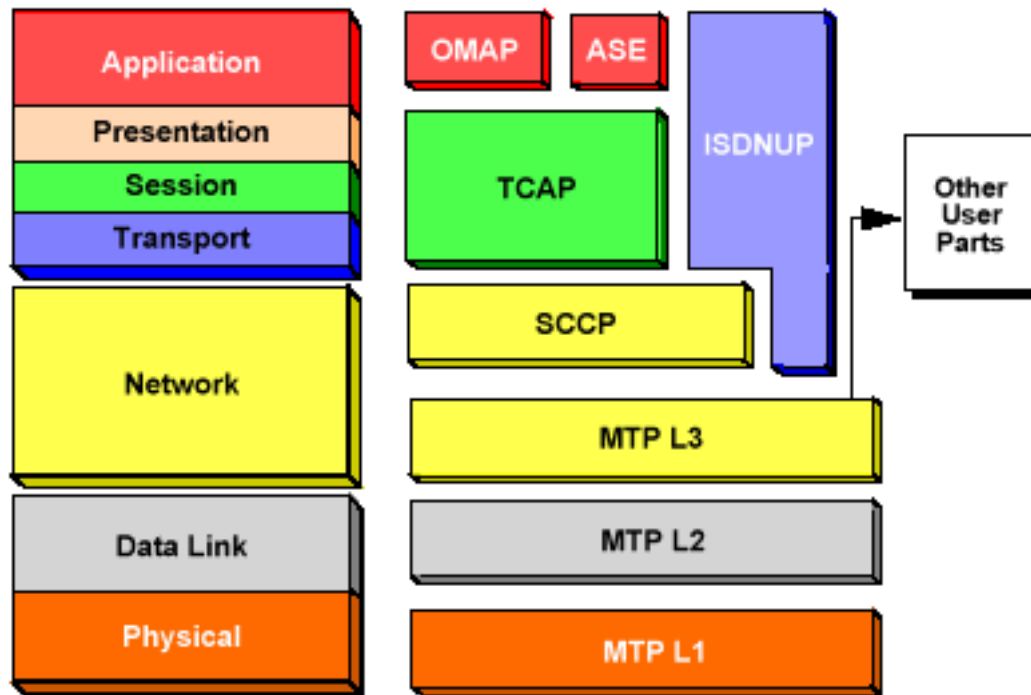 Application
Presentation
Session
Transport
Network
Data Link
Physical
OMAP
ASE
ISDNUP
TCAP
SCCP
MTP L3
MTP L2
MTP L1
Other
User
Parts